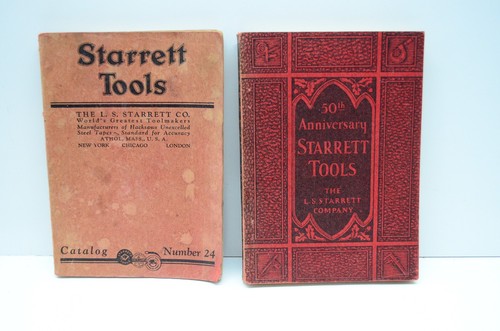 Starrett
Tools
THE L. S. STARRETT CO.
World's Greatest Toolmakers
Manufacturers of Hacksaws Unexcelled
Steel Tapes - Standard for Accuracy
ATHOL, MASS., U. S. A.
NEW YORK CHICAGO LONDON
Catalog Number 24
50th
Anniversary
STARRETT
TOOLS
THE
L. S. STARRETT
COMPANY